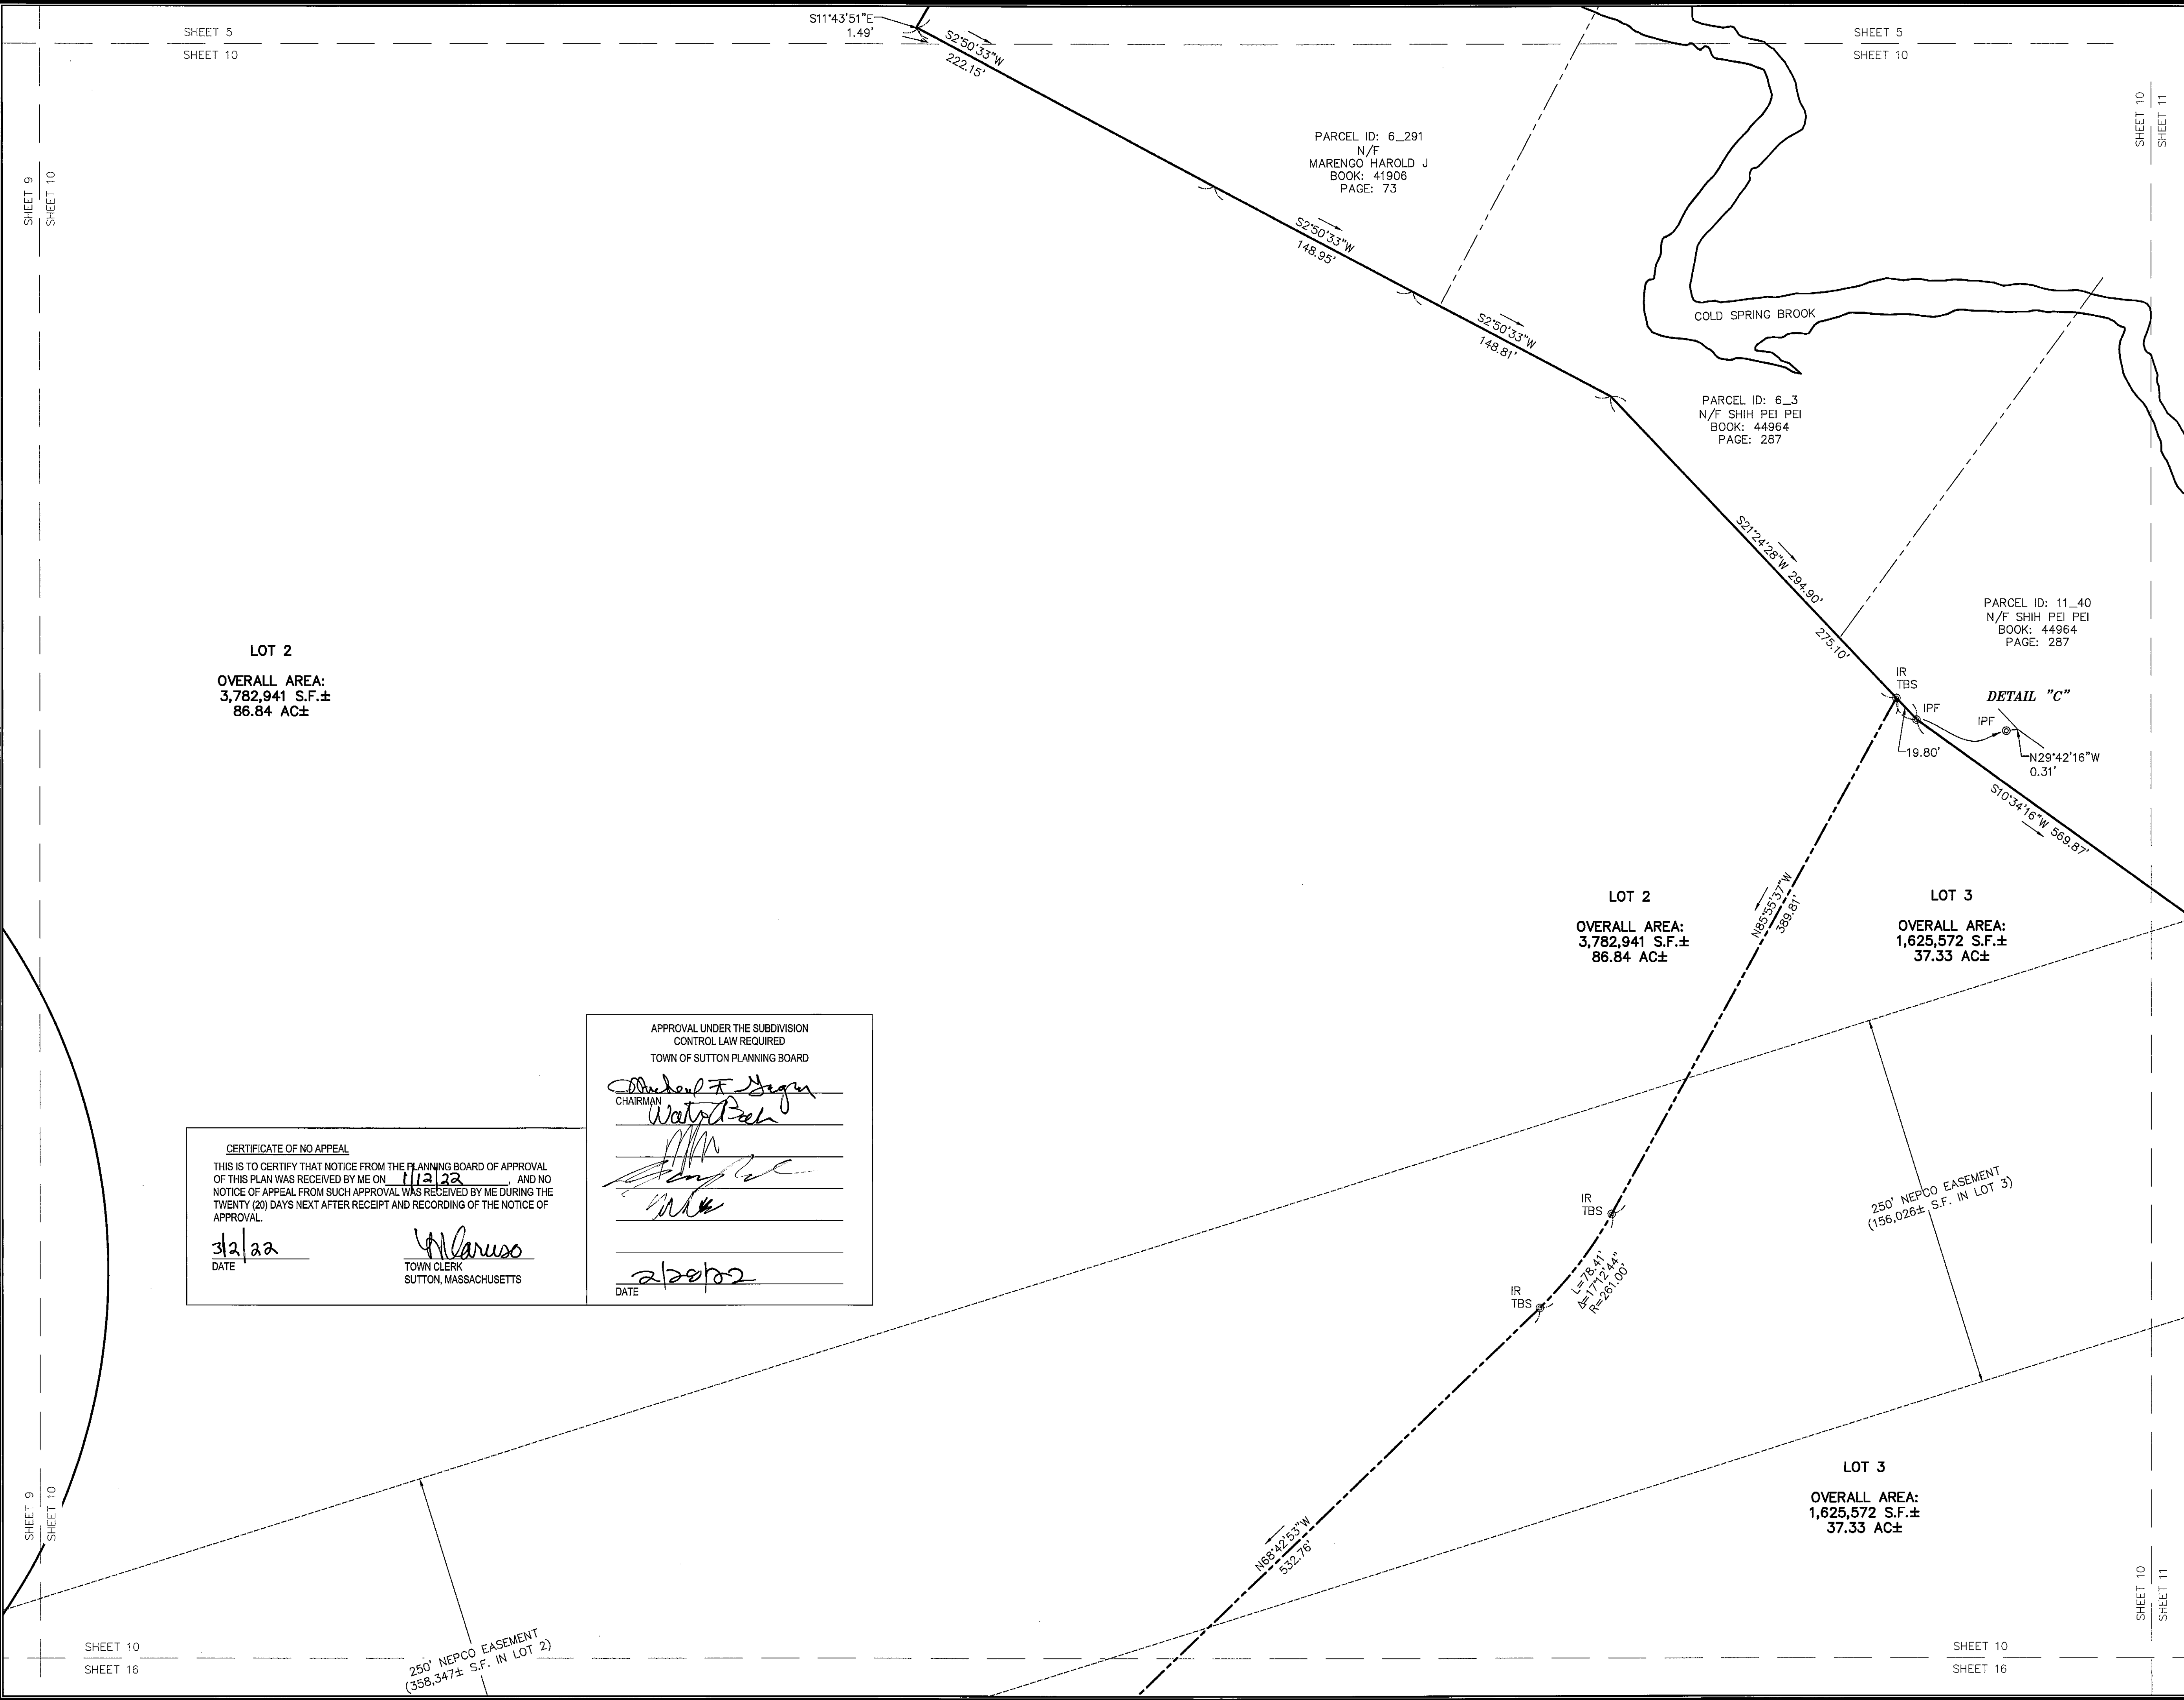 S11°43'51"E
1.49'
SHEET 5
SHEET 10
S2°50'33"W
222.15'
SHEET 5
SHEET 10
SHEET 10
SHEET 11
SHEET 9
SHEET 10
PARCEL ID: 6_291
N/F
MARENGO HAROLD J
BOOK: 41906
PAGE: 73
S2°50'33"W
148.95'
S2°50'33"W
148.81'
COLD SPRING BROOK
PARCEL ID: 6_3
N/F SHIH PEI PEI
BOOK: 44964
PAGE: 287
S21°24'28"W 294.90'
275.10'
PARCEL ID: 11_40
N/F SHIH PEI PEI
BOOK: 44964
PAGE: 287
LOT 2
OVERALL AREA:
3,782,941 S.F.±
86.84 AC±
IR
TBS
IPF
DETAIL "C"
IPF
19.80'
N29°42'16"W
0.31'
S10°34'16"W 569.87'
N85°55'37"W
389.81'
LOT 2
OVERALL AREA:
3,782,941 S.F.±
86.84 AC±
LOT 3
OVERALL AREA:
1,625,572 S.F.±
37.33 AC±
APPROVAL UNDER THE SUBDIVISION
CONTROL LAW REQUIRED
TOWN OF SUTTON PLANNING BOARD
CHAIRMAN
2/28/22
DATE
CERTIFICATE OF NO APPEAL
THIS IS TO CERTIFY THAT NOTICE FROM THE PLANNING BOARD OF APPROVAL
OF THIS PLAN WAS RECEIVED BY ME ON 1/12/22, AND NO
NOTICE OF APPEAL FROM SUCH APPROVAL WAS RECEIVED BY ME DURING THE
TWENTY (20) DAYS NEXT AFTER RECEIPT AND RECORDING OF THE NOTICE OF
APPROVAL.
3/2/22
DATE
TOWN CLERK
SUTTON, MASSACHUSETTS
250' NEPCO EASEMENT
(156,026± S.F. IN LOT 3)
IR
TBS
L=78.41'
Δ=17°12'44"
R=261.00'
IR
TBS
N68°42'53"W
532.76'
LOT 3
OVERALL AREA:
1,625,572 S.F.±
37.33 AC±
SHEET 9
SHEET 10
SHEET 10
SHEET 11
250' NEPCO EASEMENT
(358,347± S.F. IN LOT 2)
SHEET 10
SHEET 16
SHEET 10
SHEET 16